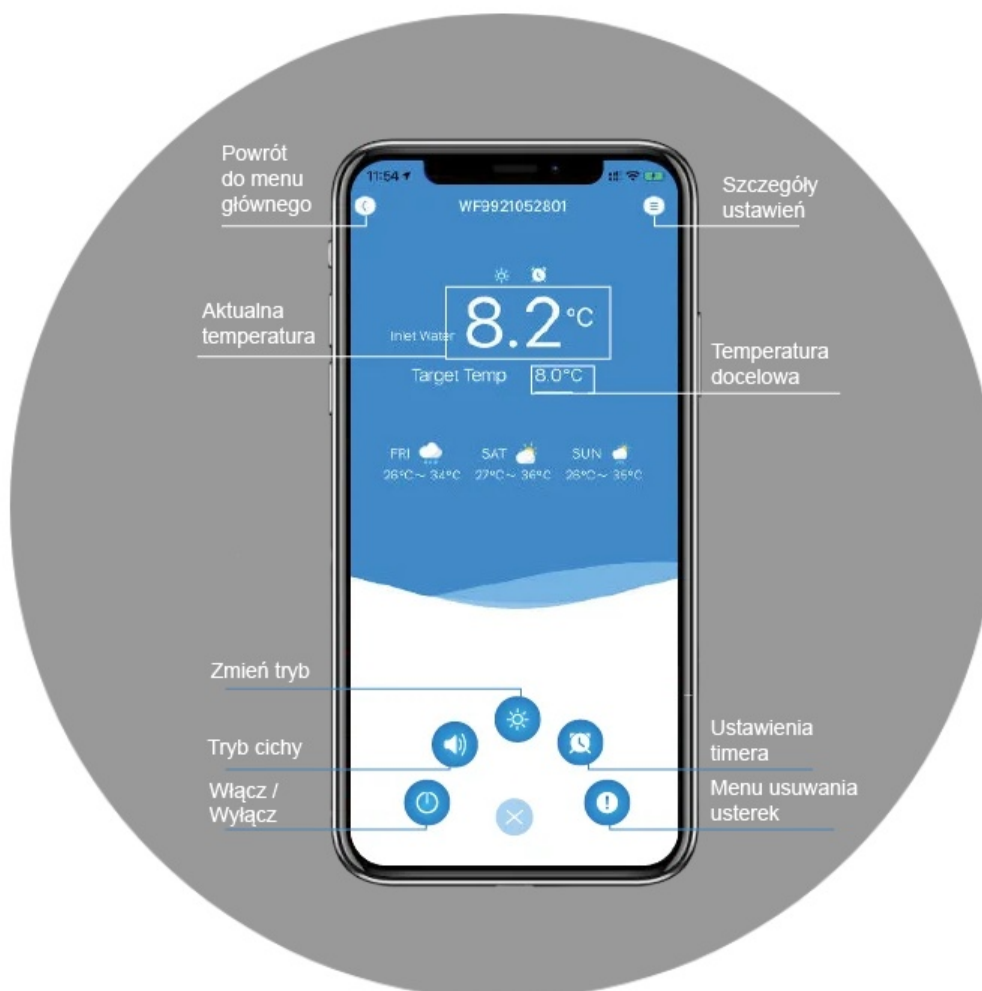 Powrót
do menu
głównego
11:54
WF9921052801
Szczegóły
ustawień
Aktualna
temperatura
Inlet Water
8.2°C
Temperatura
docelowa
Target Temp 8.0°C
FRI SAT SUN
26°C~ 34°C 27°C~ 36°C 26°C~ 35°C
Zmień tryb
Tryb cichy
Ustawienia
timera
Włącz /
Wyłącz
Menu usuwania
usterek